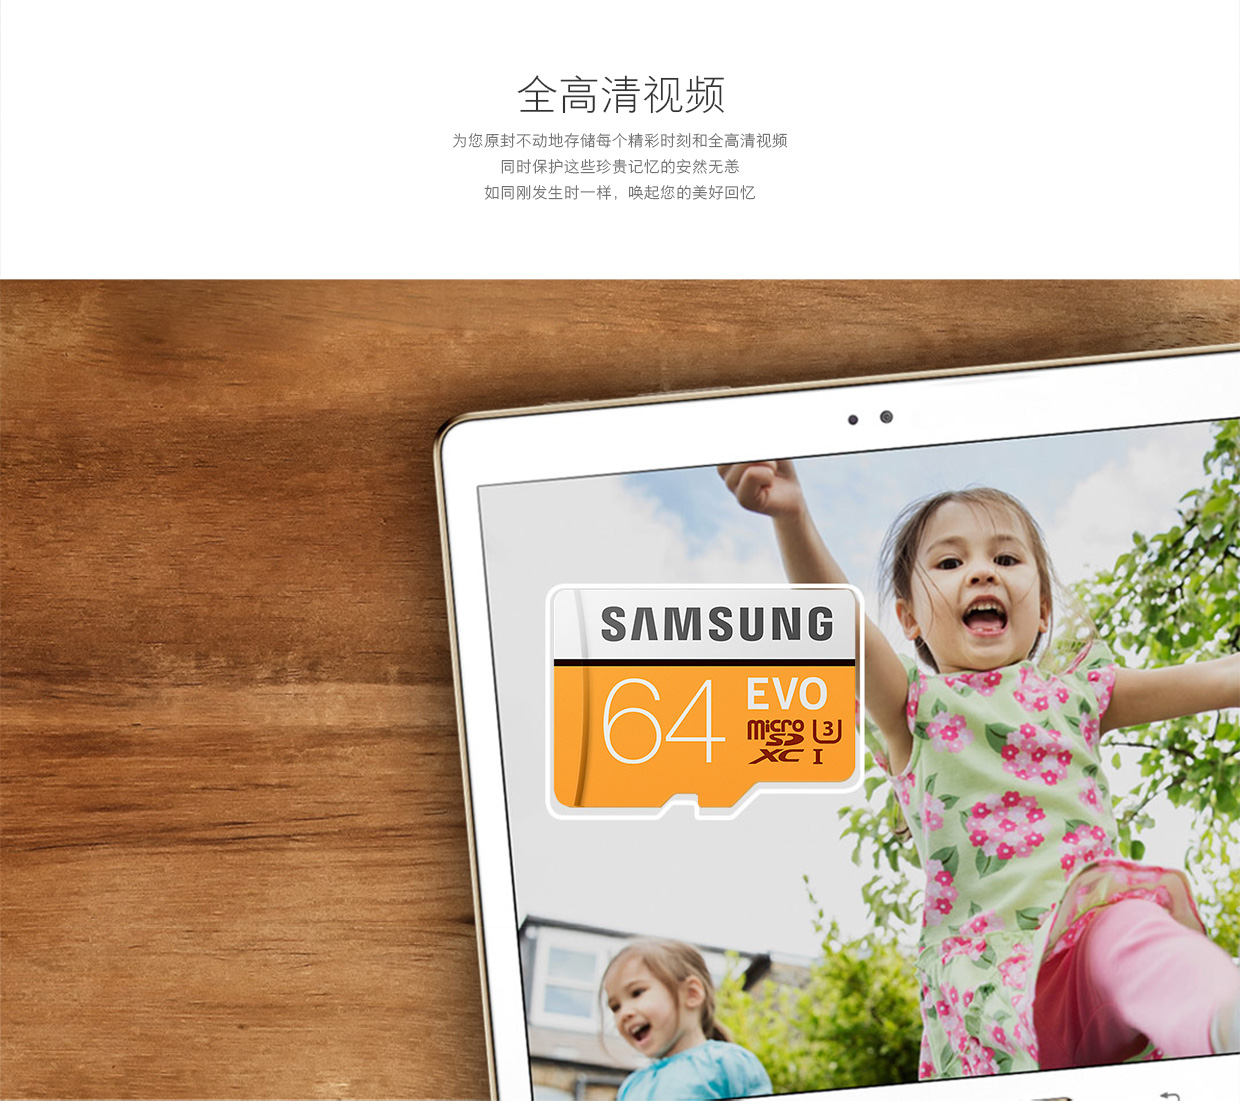 全高清视频
为您原封不动地存储每个精彩时刻和全高清视频
同时保护这些珍贵记忆的安然无恙
如同刚发生时一样，唤起您的美好回忆
SAMSUNG
64 EVO
micro SD XC I U3